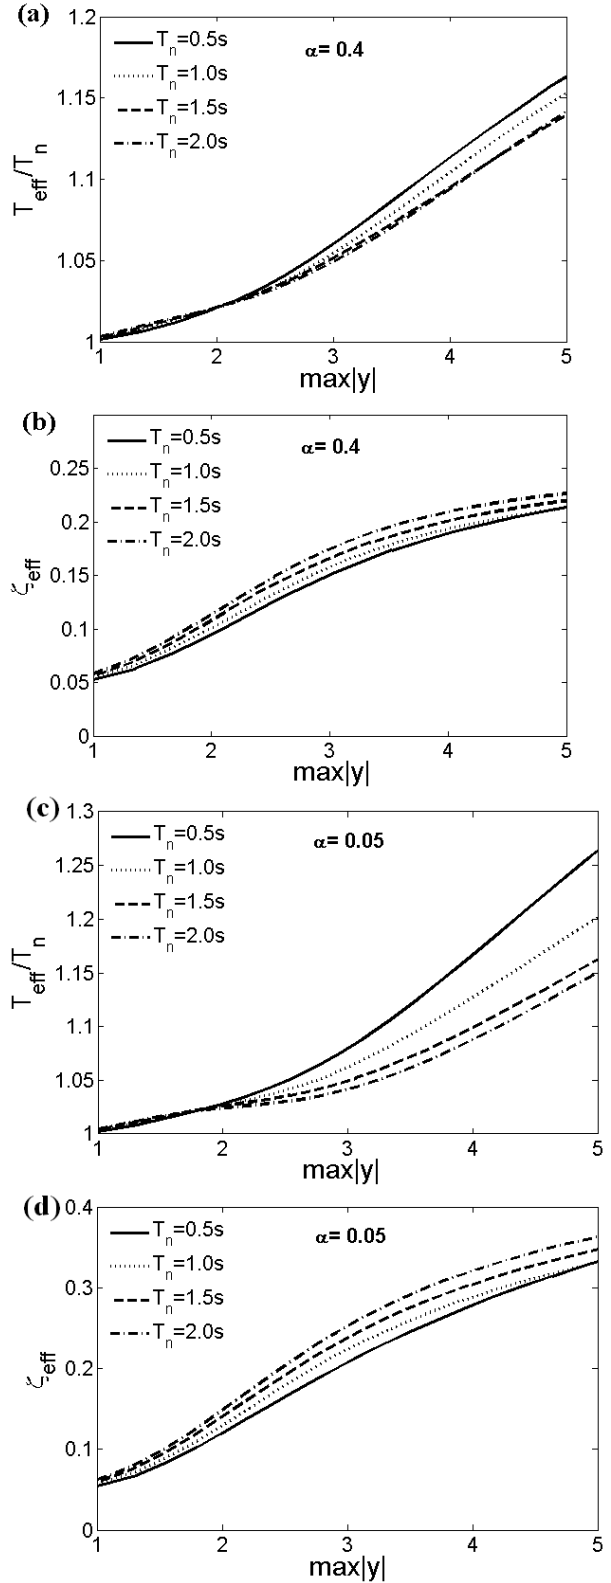 (a)
1.2
T_n=0.5s
α= 0.4
T_n=1.0s
1.15
T_n=1.5s
T_n=2.0s
T_eff/T_n
1.1
1.05
1
1 2 3 4 5
max|y|
(b)
T_n=0.5s
α= 0.4
0.25
T_n=1.0s
T_n=1.5s
0.2
T_n=2.0s
0.15
ζ_eff
0.1
0.05
0
1 2 3 4 5
max|y|
(c)
1.3
T_n=0.5s
α= 0.05
T_n=1.0s
1.25
T_n=1.5s
1.2
T_n=2.0s
T_eff/T_n
1.15
1.1
1.05
1
1 2 3 4 5
max|y|
(d)
0.4
T_n=0.5s
α= 0.05
T_n=1.0s
0.3
T_n=1.5s
T_n=2.0s
ζ_eff
0.2
0.1
0
1 2 3 4 5
max|y|